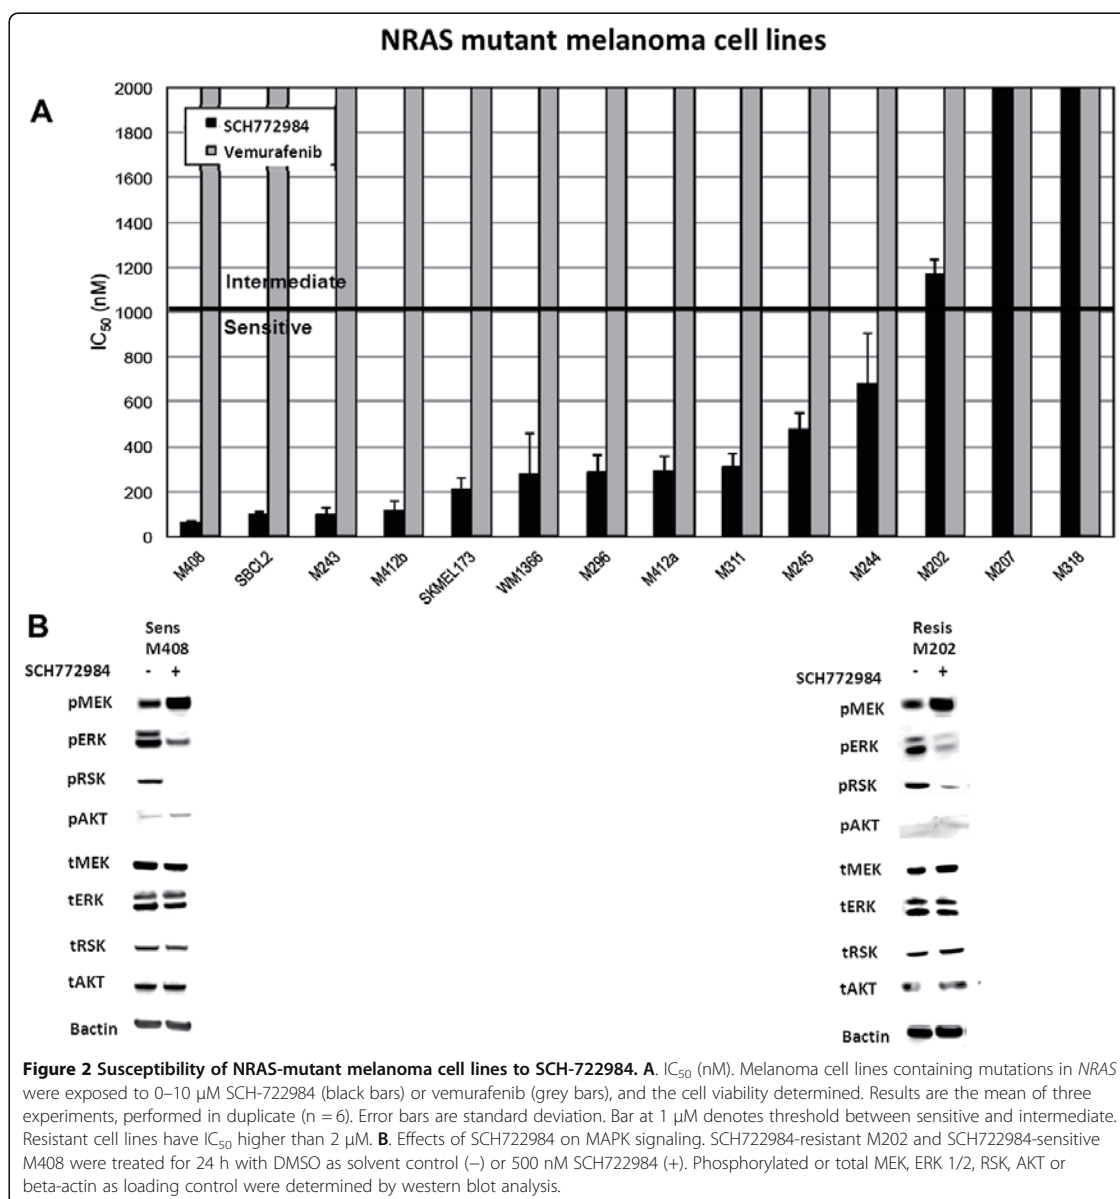 NRAS mutant melanoma cell lines
A
2000
1800
1600
1400
1200
1000
800
600
400
200
0
IC50 (nM)
SCH772984
Vemurafenib
Intermediate
Sensitive
M408
SBCL2
M243
M412b
SKMEL173
WM1366
M296
M412a
M311
M245
M244
M202
M207
M318
B
Sens
M408
SCH772984 - +
pMEK
pERK
pRSK
pAKT
tMEK
tERK
tRSK
tAKT
Bactin
Resis
M202
SCH772984 - +
pMEK
pERK
pRSK
pAKT
tMEK
tERK
tRSK
tAKT
Bactin
Figure 2 Susceptibility of NRAS-mutant melanoma cell lines to SCH-722984. A. IC50 (nM). Melanoma cell lines containing mutations in NRAS
were exposed to 0–10 μM SCH-722984 (black bars) or vemurafenib (grey bars), and the cell viability determined. Results are the mean of three
experiments, performed in duplicate (n = 6). Error bars are standard deviation. Bar at 1 μM denotes threshold between sensitive and intermediate.
Resistant cell lines have IC50 higher than 2 μM. B. Effects of SCH722984 on MAPK signaling. SCH722984-resistant M202 and SCH722984-sensitive
M408 were treated for 24 h with DMSO as solvent control (−) or 500 nM SCH722984 (+). Phosphorylated or total MEK, ERK 1/2, RSK, AKT or
beta-actin as loading control were determined by western blot analysis.